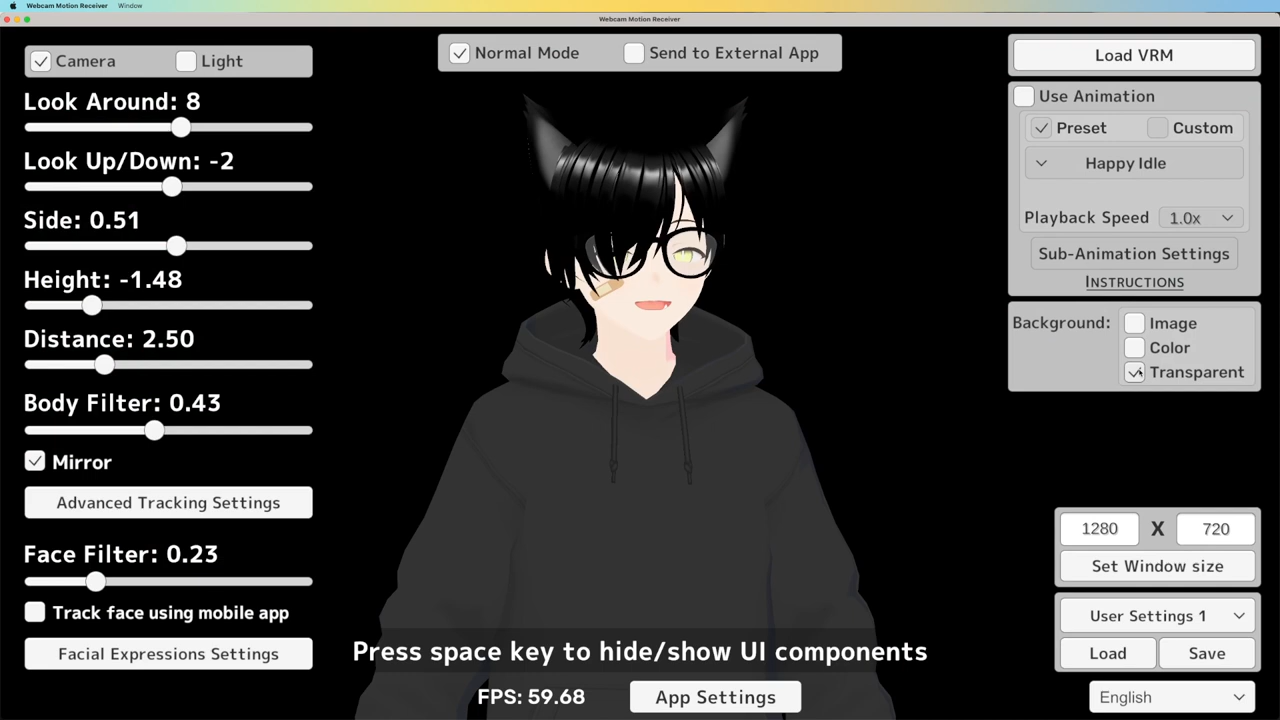 Webcam Motion Receiver Window
Webcam Motion Receiver
Camera Light
Look Around: 8
Look Up/Down: -2
Side: 0.51
Height: -1.48
Distance: 2.50
Body Filter: 0.43
Mirror
Advanced Tracking Settings
Face Filter: 0.23
Track face using mobile app
Facial Expressions Settings
Normal Mode Send to External App
Press space key to hide/show UI components
FPS: 59.68 App Settings
Load VRM
Use Animation
Preset Custom
Happy Idle
Playback Speed 1.0x
Sub-Animation Settings
INSTRUCTIONS
Background: Image
Color
Transparent
1280 X 720
Set Window size
User Settings 1
Load Save
English